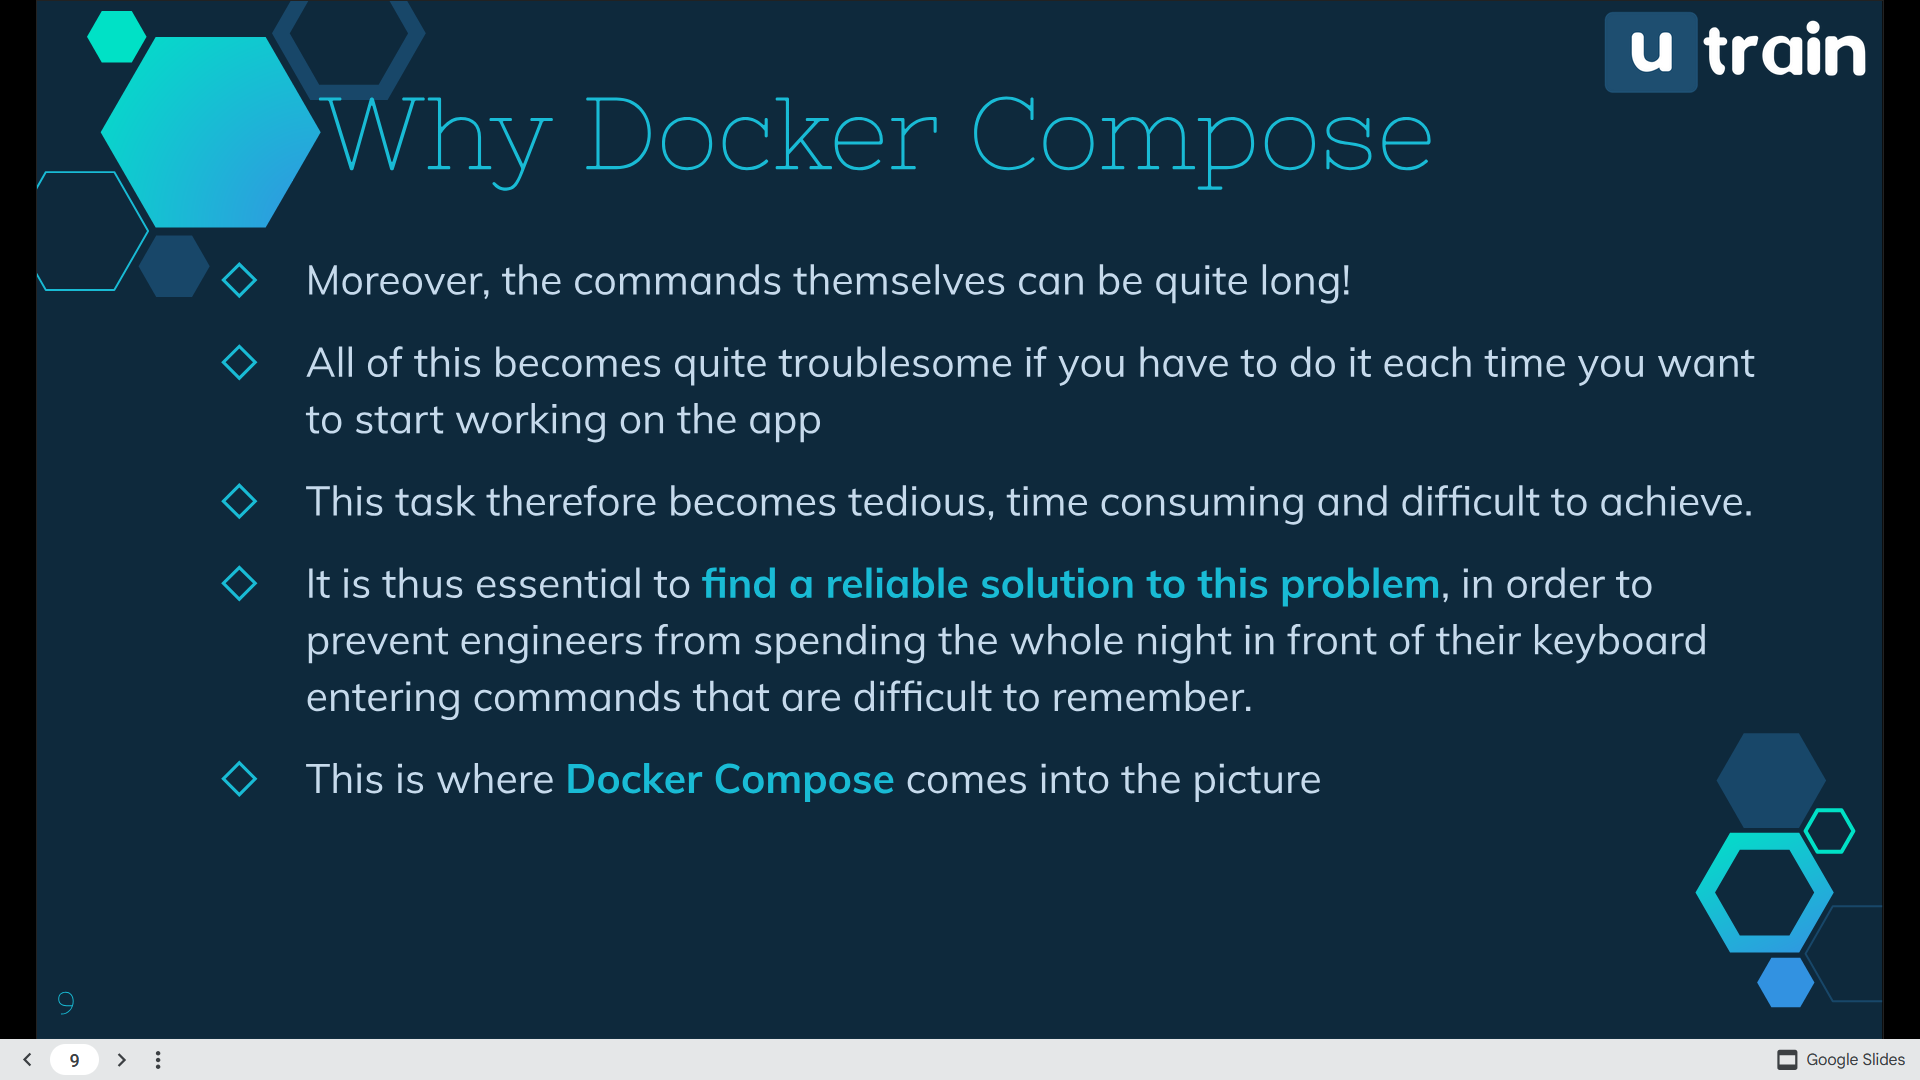 u train
Why Docker Compose
Moreover, the commands themselves can be quite long!
All of this becomes quite troublesome if you have to do it each time you want
to start working on the app
This task therefore becomes tedious, time consuming and difficult to achieve.
It is thus essential to find a reliable solution to this problem, in order to
prevent engineers from spending the whole night in front of their keyboard
entering commands that are difficult to remember.
This is where Docker Compose comes into the picture
9
9
Google Slides